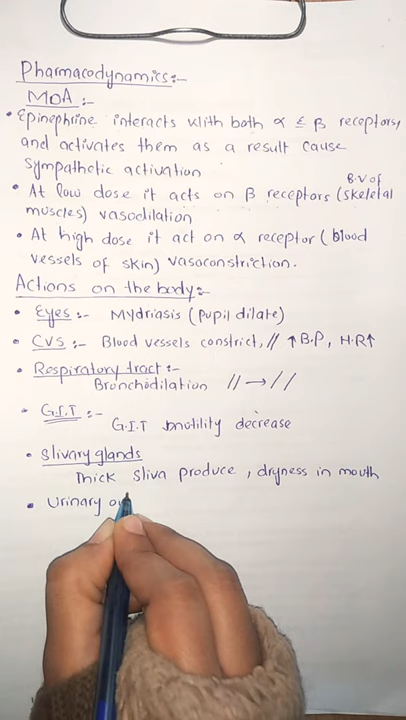 Pharmacodynamics:-
MOA :-
• Epinephrine interacts with both α & β receptors,
and activates them as a result cause
sympathetic activation
B.V of
• At low dose it acts on β receptors (skeletal
muscles) vasodilation
• At high dose it act on α receptor (blood
vessels of skin) vasoconstriction.
Actions on the body:-
• Eyes :- Mydriasis (pupil dilate)
• CVS :- Blood vessels constrict, // ↑ B.P, H.R↑
• Respiratory tract :-
Bronchodilation // → / /
• G.I.T :-
G.I.T motility decrease
• Slivary glands
Thick sliva produce, dryness in mouth
• Urinary